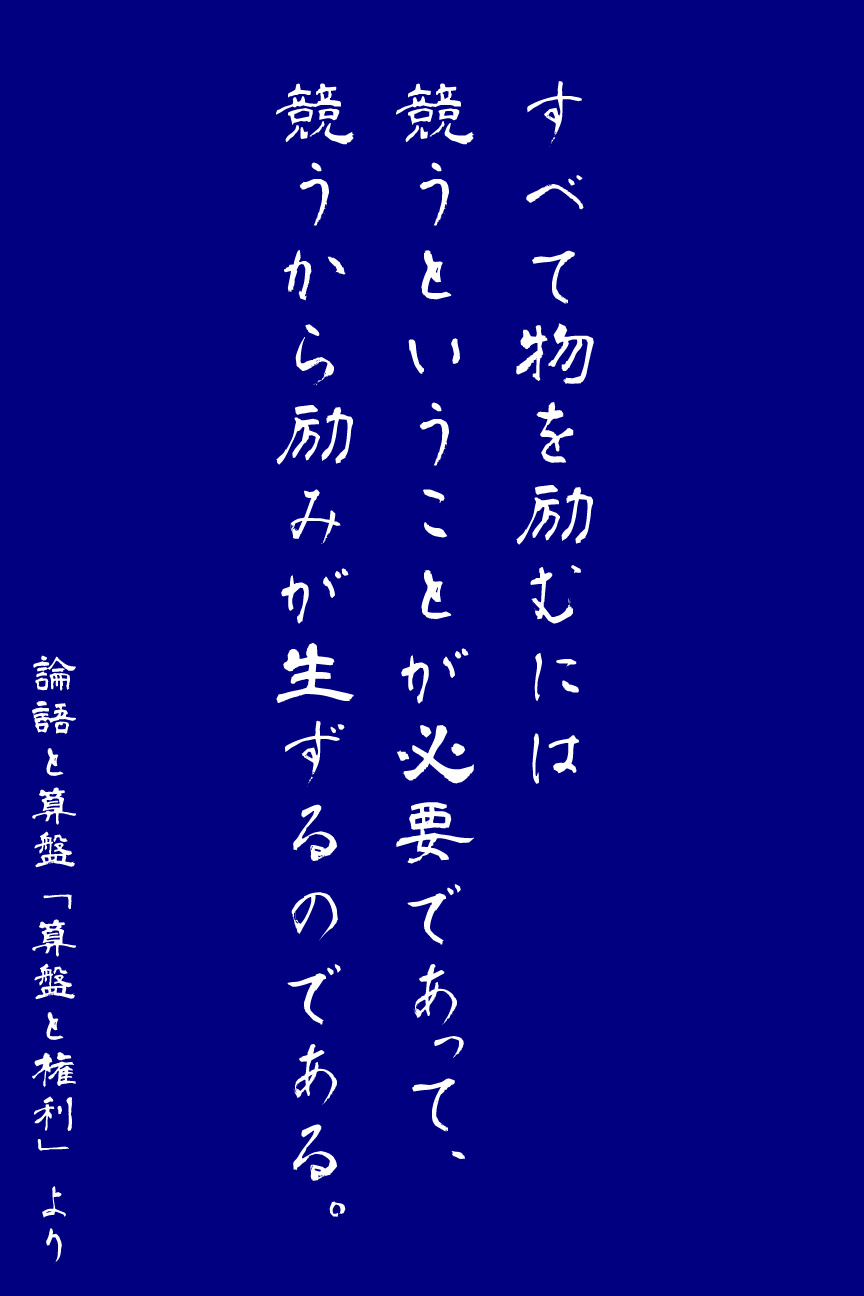 すべて物を励むには
競うということが必要であって、
競うから励みが生ずるのである。
論語と算盤「算盤と権利」より